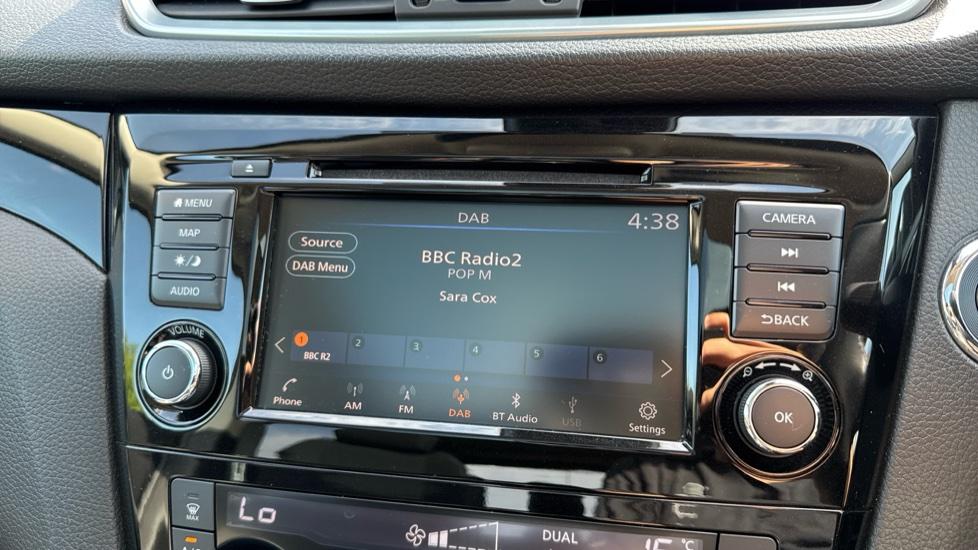 MENU
MAP
AUDIO
VOLUME
DAB
4:38
Source
DAB Menu
BBC Radio2
POP M
Sara Cox
1
BBC R2
2
3
4
5
6
Phone
AM
FM
DAB
BT Audio
USB
Settings
CAMERA
BACK
OK
MAX
Lo
DUAL
°C